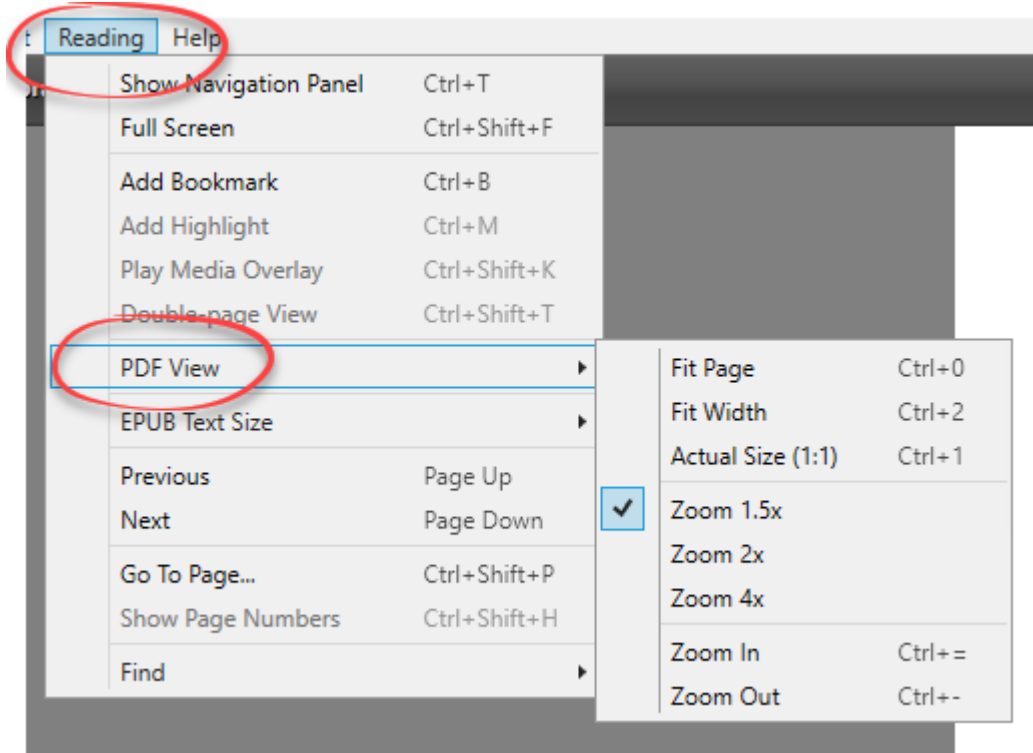 Reading Help
Show Navigation Panel Ctrl+T
Full Screen Ctrl+Shift+F
Add Bookmark Ctrl+B
Add Highlight Ctrl+M
Play Media Overlay Ctrl+Shift+K
Double-page View Ctrl+Shift+T
PDF View
EPUB Text Size
Previous Page Up
Next Page Down
Go To Page... Ctrl+Shift+P
Show Page Numbers Ctrl+Shift+H
Find
Fit Page Ctrl+0
Fit Width Ctrl+2
Actual Size (1:1) Ctrl+1
Zoom 1.5x
Zoom 2x
Zoom 4x
Zoom In Ctrl+=
Zoom Out Ctrl+-